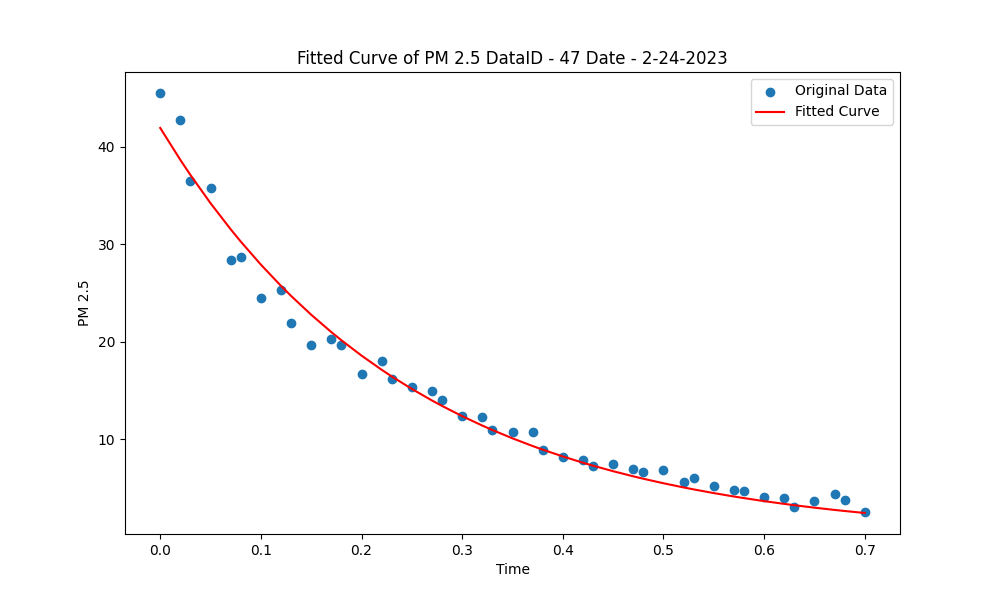 Fitted Curve of PM 2.5 DataID - 47 Date - 2-24-2023
Original Data
Fitted Curve
PM 2.5
40
30
20
10
0.0 0.1 0.2 0.3 0.4 0.5 0.6 0.7
Time